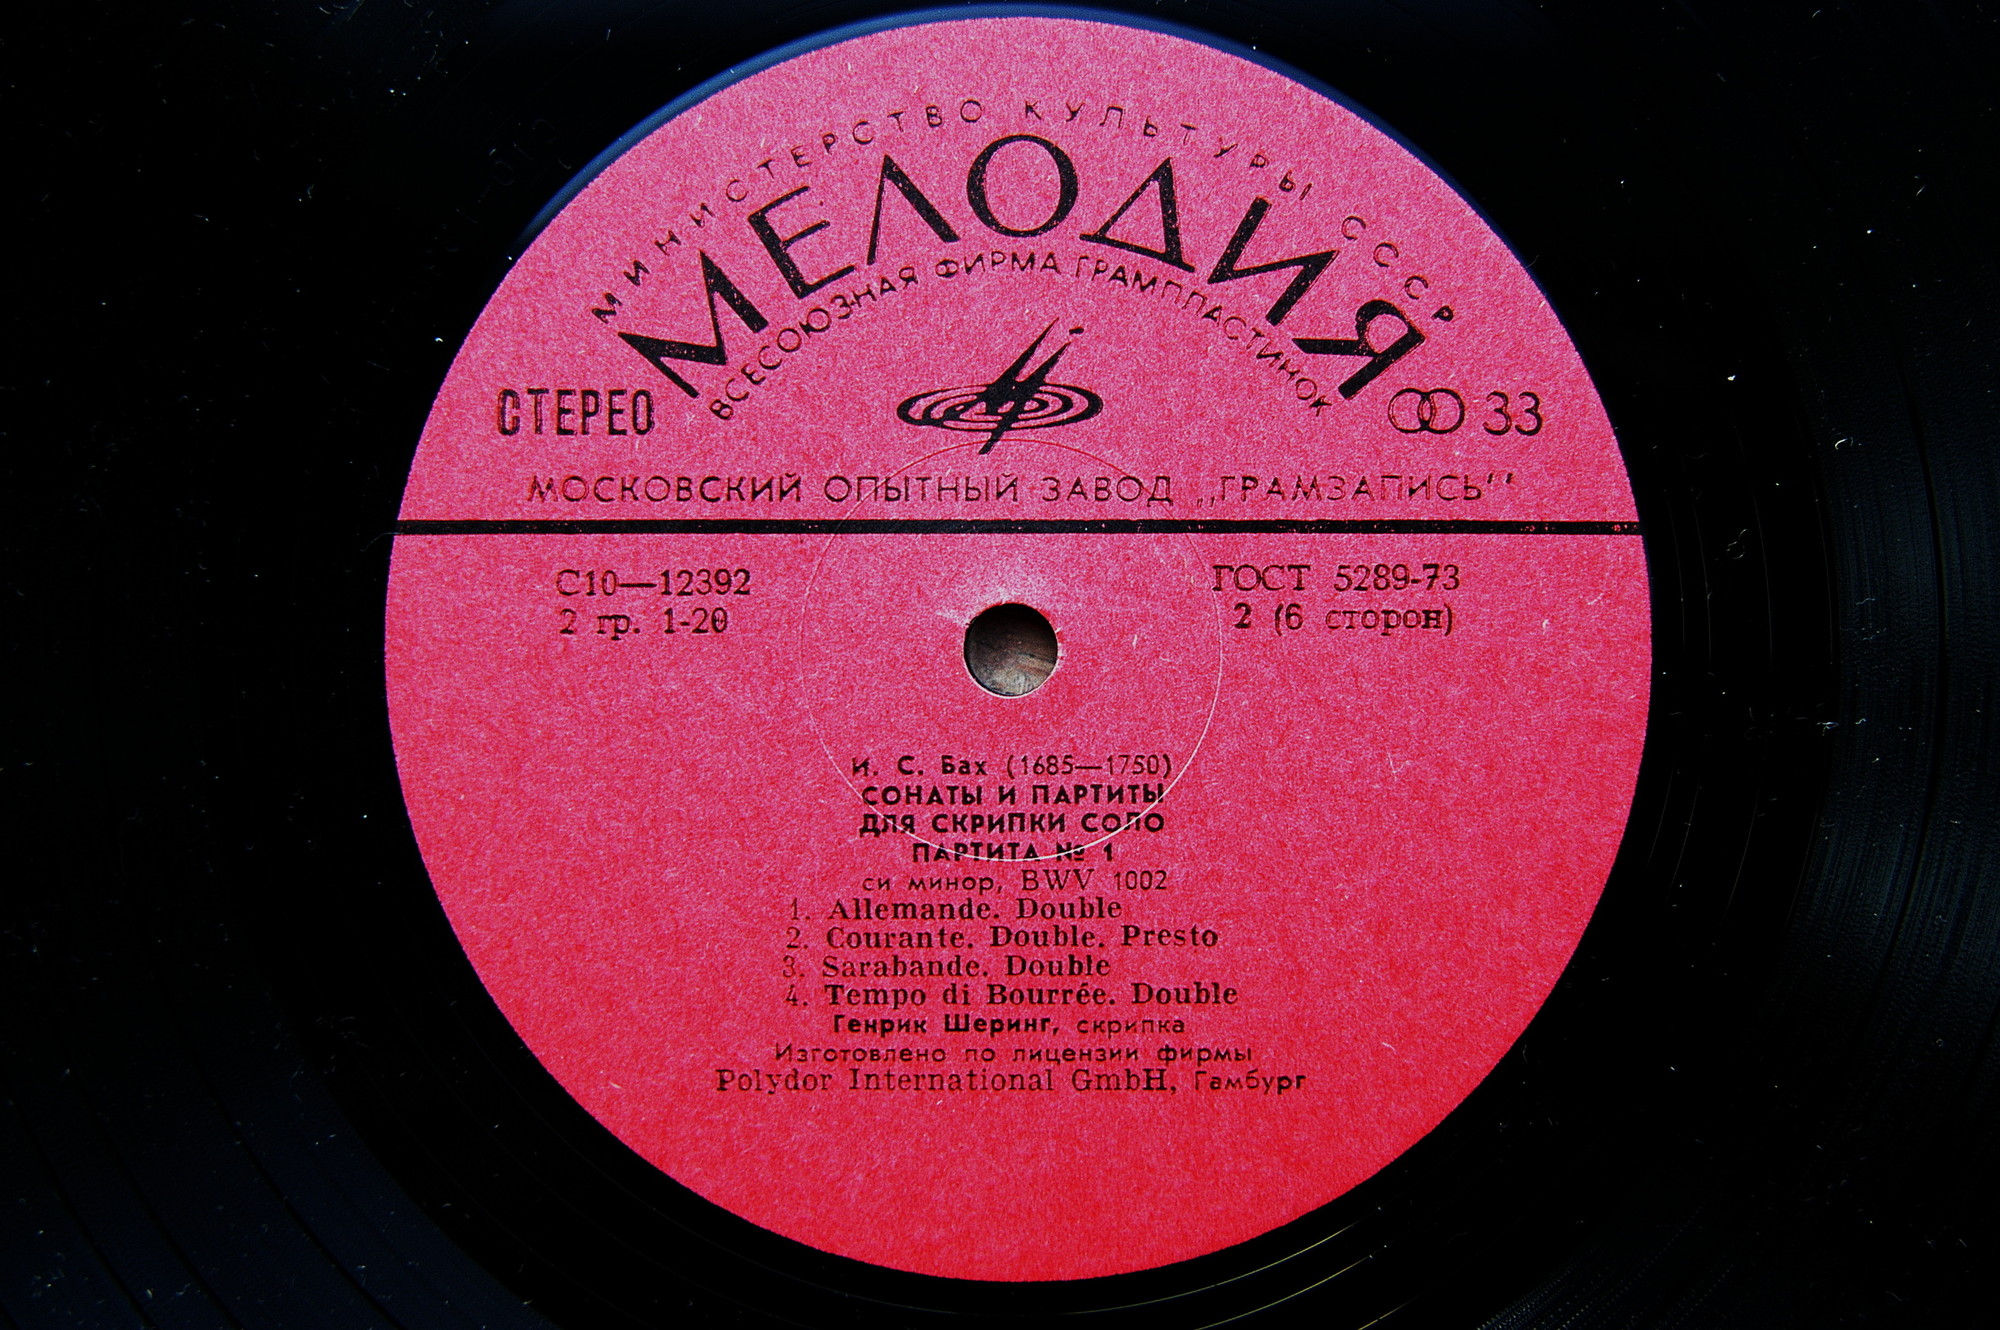 МИНИСТЕРСТВО КУЛЬТУРЫ СССР
МЕЛОДИЯ
ВСЕСОЮЗНАЯ ФИРМА ГРАМПЛАСТИНОК
СТЕРЕО
33
МОСКОВСКИЙ ОПЫТНЫЙ ЗАВОД „ГРАМЗАПИСЬ''
С10—12392
ГОСТ 5289-73
2 гр. 1-20
2 (6 сторон)
И. С. Бах (1685—1750)
СОНАТЫ И ПАРТИТЫ
ДЛЯ СКРИПКИ СОЛО
ПАРТИТА № 1
си минор, BWV 1002
1. Allemande. Double
2. Courante. Double. Presto
3. Sarabande. Double
4. Tempo di Bourrée. Double
Генрик Шеринг, скрипка
Изготовлено по лицензии фирмы
Polydor International GmbH, Гамбург